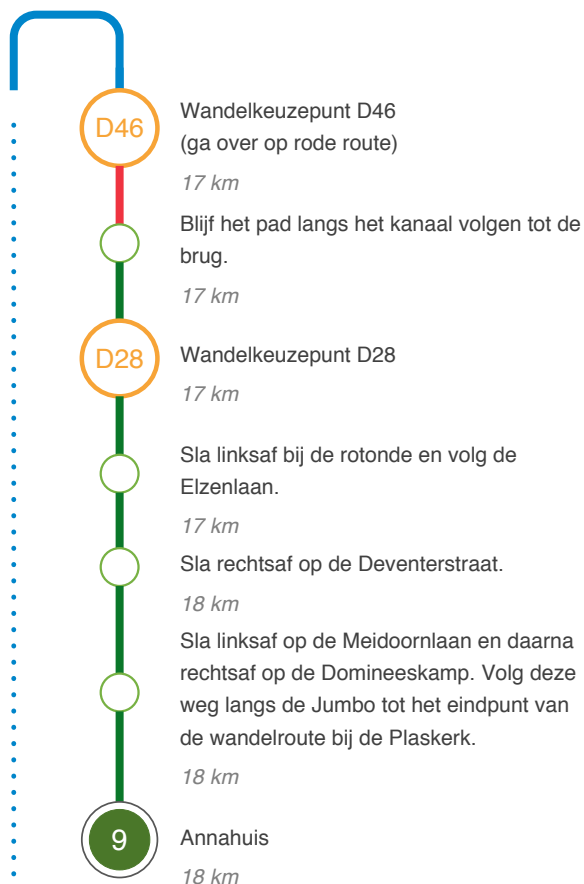 D46
Wandelkeuzepunt D46
(ga over op rode route)
17 km
Blijf het pad langs het kanaal volgen tot de
brug.
17 km
D28
Wandelkeuzepunt D28
17 km
Sla linksaf bij de rotonde en volg de
Elzenlaan.
17 km
Sla rechtsaf op de Deventerstraat.
18 km
Sla linksaf op de Meidoornlaan en daarna
rechtsaf op de Domineeskamp. Volg deze
weg langs de Jumbo tot het eindpunt van
de wandelroute bij de Plaskerk.
18 km
9
Annahuis
18 km